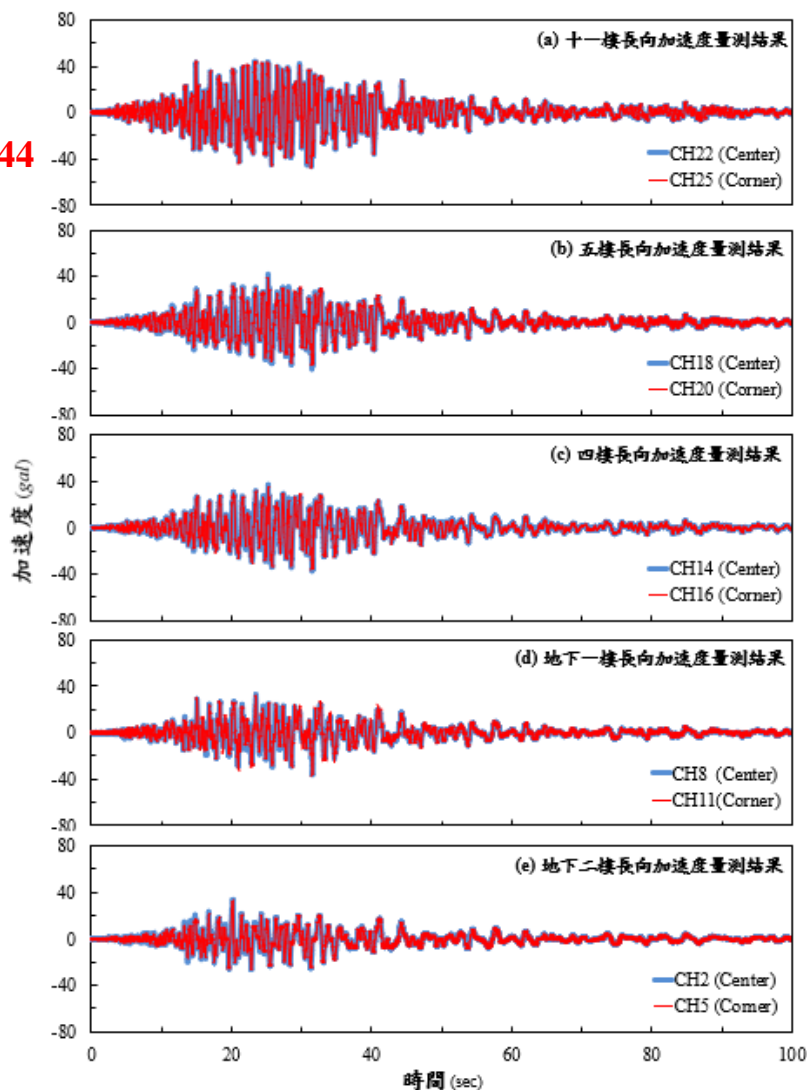 80
(a) 十一樓長向加速度量測結果
40
0
44
-40
CH22 (Center)
CH25 (Corner)
-80
80
(b) 五樓長向加速度量測結果
40
0
-40
CH18 (Center)
CH20 (Corner)
-80
80
(c) 四樓長向加速度量測結果
40
0
-40
CH14 (Center)
CH16 (Corner)
-80
80
(d) 地下一樓長向加速度量測結果
40
0
-40
CH8 (Center)
CH11(Corner)
-80
80
(e) 地下二樓長向加速度量測結果
40
0
-40
CH2 (Center)
CH5 (Corner)
-80
0 20 40 60 80 100
時間 (sec)
加速度 (gal)